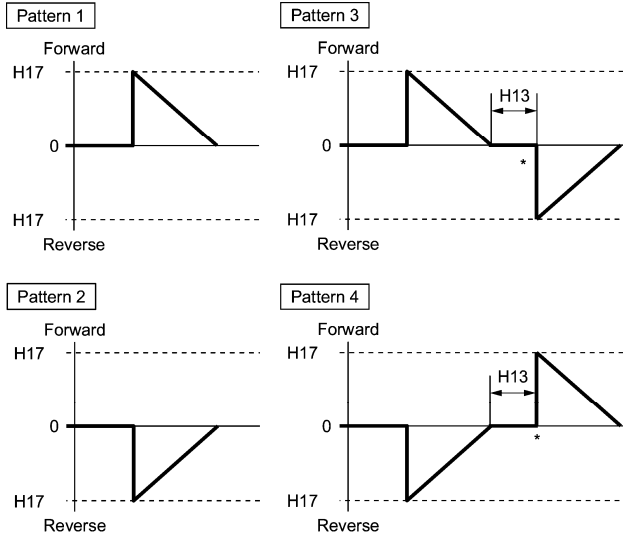 Pattern 1
Forward
H17
0
H17
Reverse
Pattern 3
Forward
H17
H13
0
*
H17
Reverse
Pattern 2
Forward
H17
0
H17
Reverse
Pattern 4
Forward
H17
H13
0
*
H17
Reverse